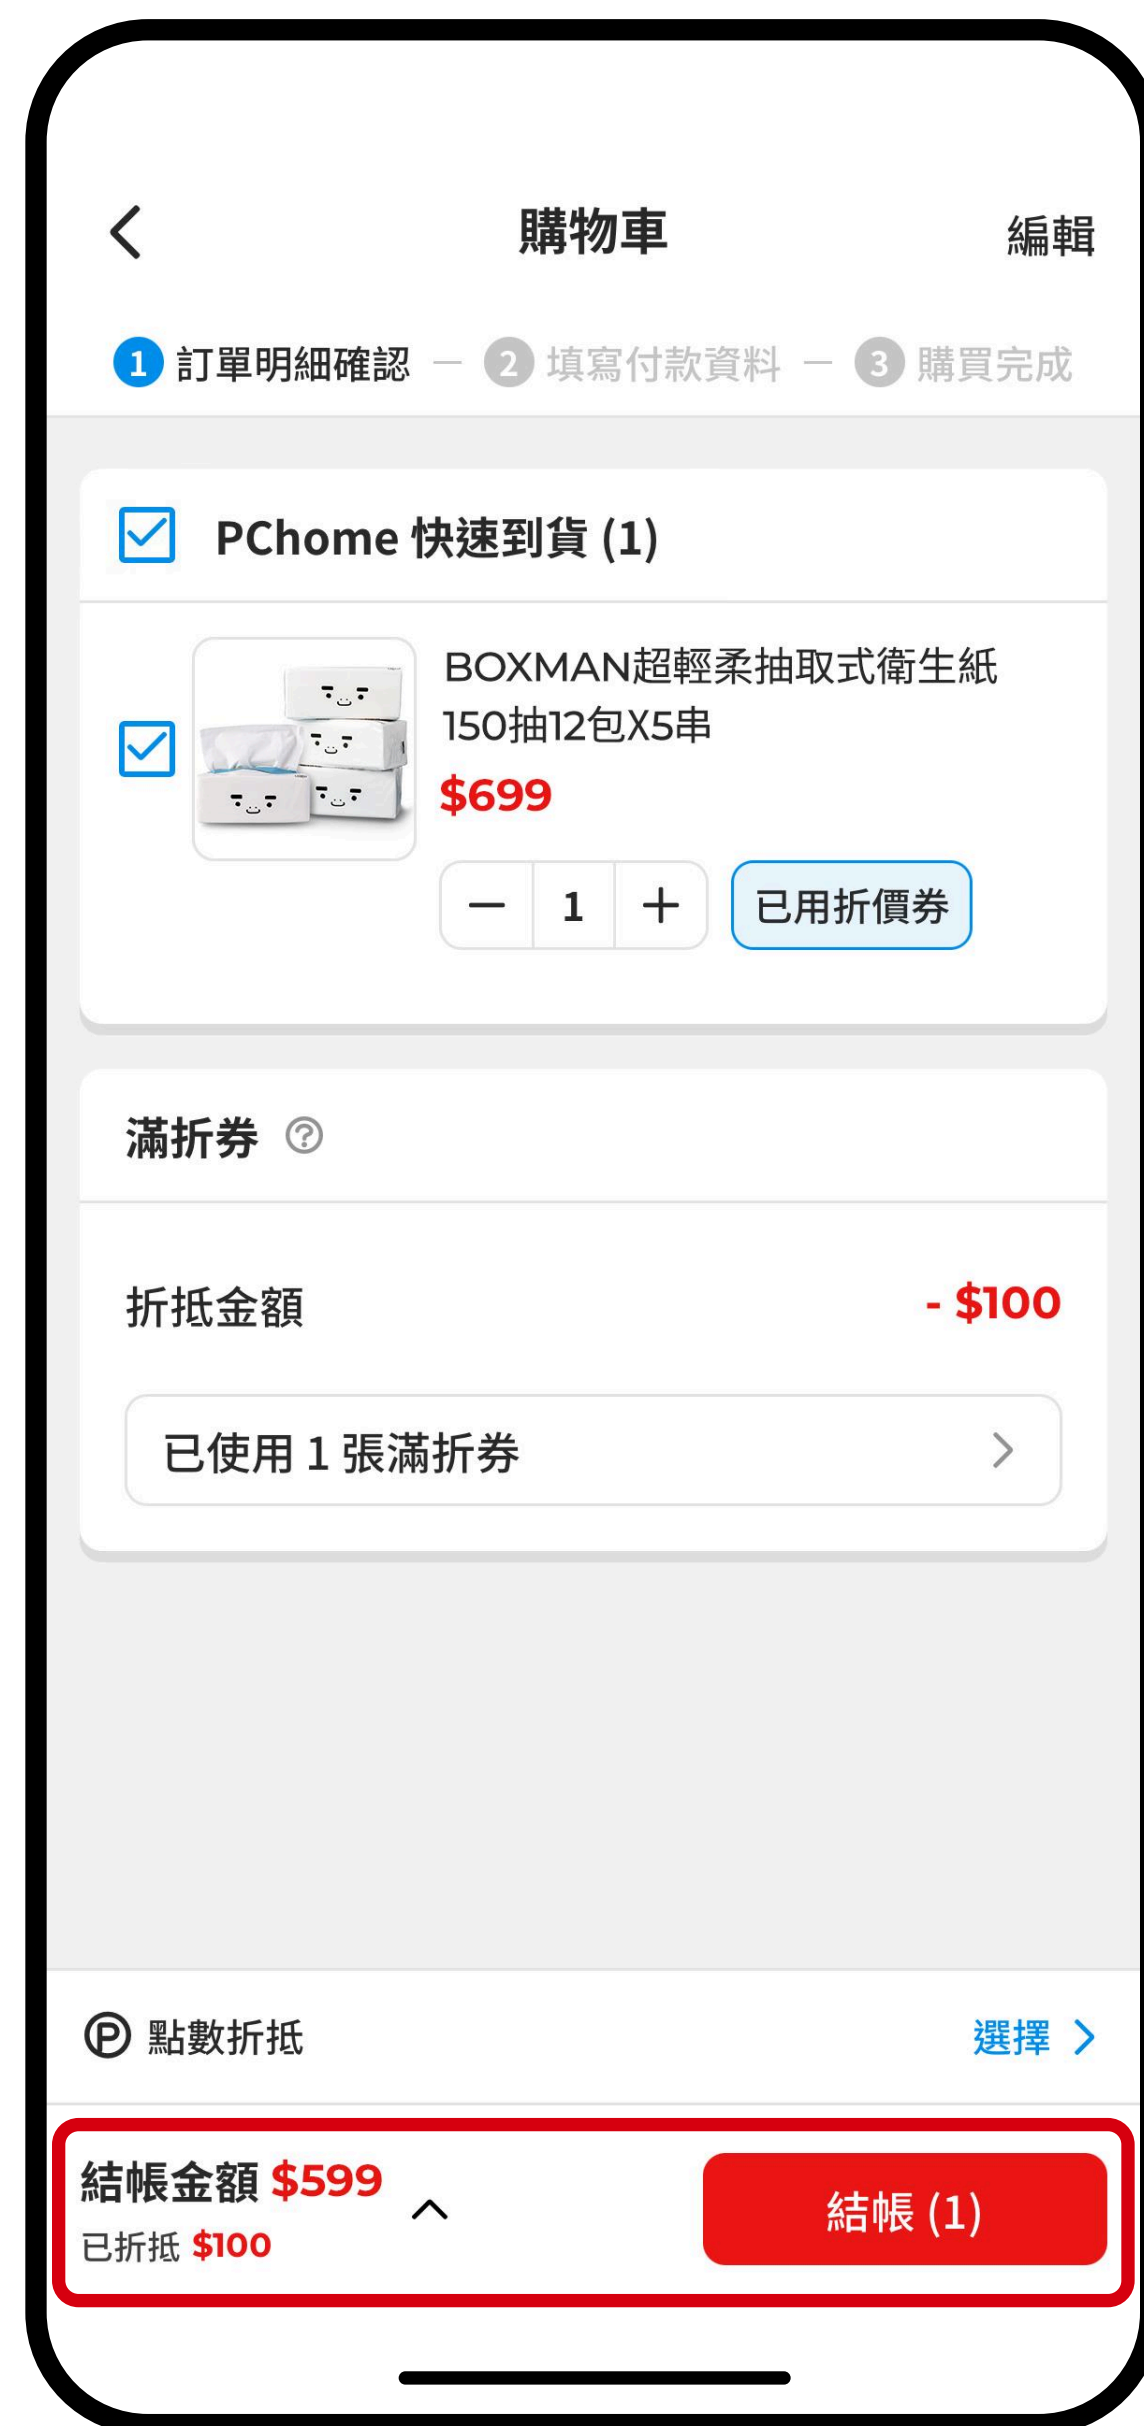 購物車
編輯
1 訂單明細確認 — 2 填寫付款資料 — 3 購買完成
PChome 快速到貨 (1)
BOXMAN超輕柔抽取式衛生紙
150抽12包X5串
$699
1
已用折價券
滿折券 ?
折抵金額
- $100
已使用 1 張滿折券
P 點數折抵
選擇
結帳金額 $599
已折抵 $100
結帳 (1)